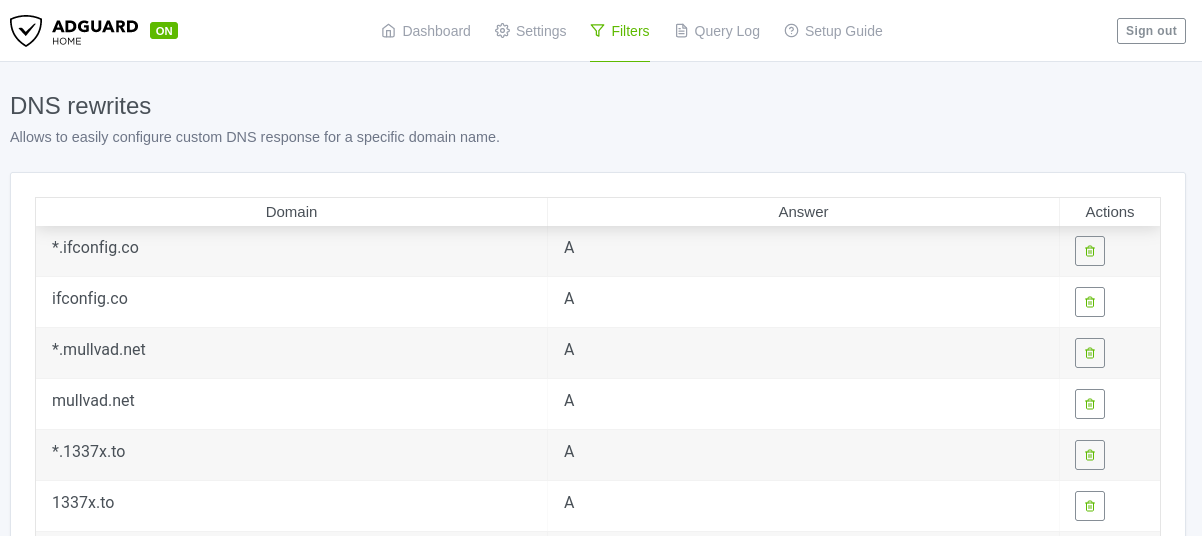 ADGUARD ON
HOME
Dashboard Settings Filters Query Log Setup Guide Sign out
DNS rewrites
Allows to easily configure custom DNS response for a specific domain name.
Domain Answer Actions
*.ifconfig.co A
ifconfig.co A
*.mullvad.net A
mullvad.net A
*.1337x.to A
1337x.to A